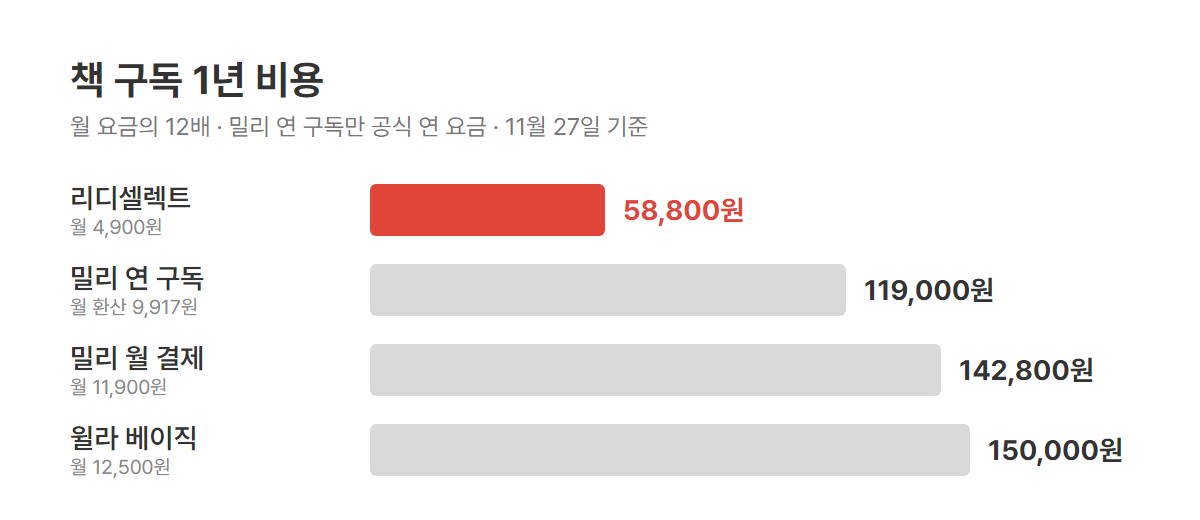 책 구독 1년 비용
월 요금의 12배 · 밀리 연 구독만 공식 연 요금 · 11월 27일 기준
리디셀렉트
월 4,900원
58,800원
밀리 연 구독
월 환산 9,917원
119,000원
밀리 월 결제
월 11,900원
142,800원
윌라 베이직
월 12,500원
150,000원